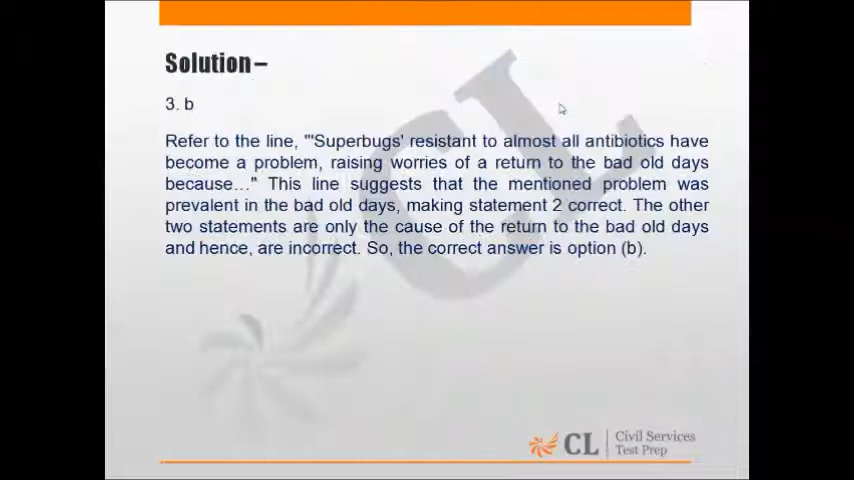 Solution –
3. b
Refer to the line, "'Superbugs' resistant to almost all antibiotics have
become a problem, raising worries of a return to the bad old days
because…" This line suggests that the mentioned problem was
prevalent in the bad old days, making statement 2 correct. The other
two statements are only the cause of the return to the bad old days
and hence, are incorrect. So, the correct answer is option (b).
CL
CL
Civil Services
Test Prep